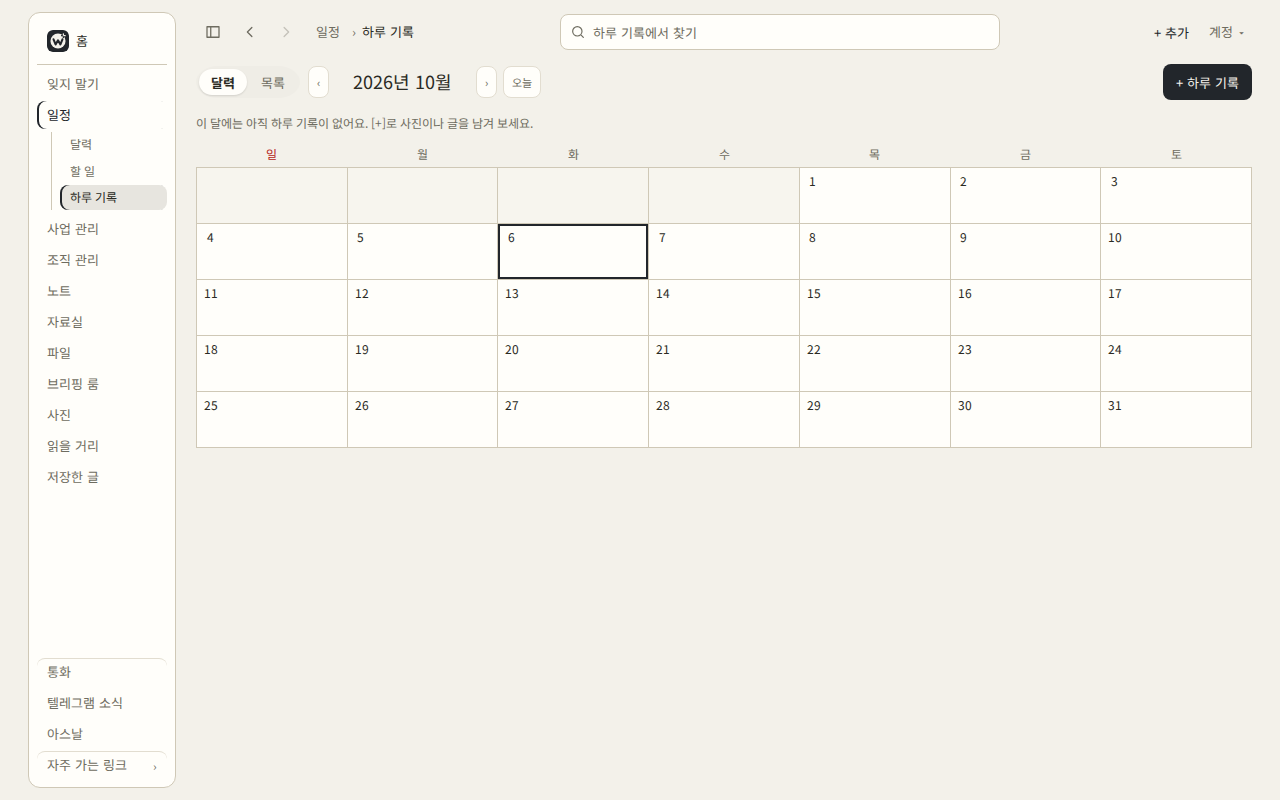 홈
잊지 말기
일정
달력
할 일
하루 기록
사업 관리
조직 관리
노트
자료실
파일
브리핑 룸
사진
읽을 거리
저장한 글
통화
텔레그램 소식
아스날
자주 가는 링크 ›
일정 › 하루 기록
하루 기록에서 찾기
+ 추가
계정
달력 목록 ‹ 2026년 10월 › 오늘
+ 하루 기록
이 달에는 아직 하루 기록이 없어요. [+]로 사진이나 글을 남겨 보세요.
일 월 화 수 목 금 토
1 2 3
4 5 6 7 8 9 10
11 12 13 14 15 16 17
18 19 20 21 22 23 24
25 26 27 28 29 30 31